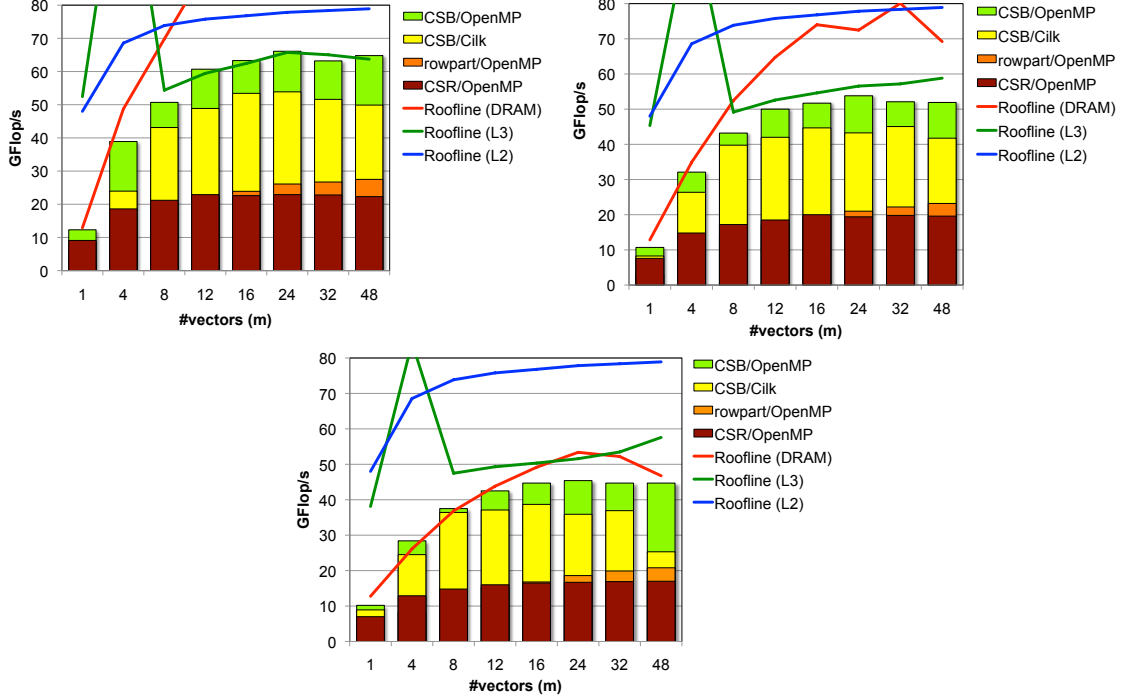 80
70
60
50
40
30
20
10
0
GFlop/s
1 4 8 12 16 24 32 48
#vectors (m)
CSB/OpenMP
CSB/Cilk
rowpart/OpenMP
CSR/OpenMP
Roofline (DRAM)
Roofline (L3)
Roofline (L2)
80
70
60
50
40
30
20
10
0
GFlop/s
1 4 8 12 16 24 32 48
#vectors (m)
CSB/OpenMP
CSB/Cilk
rowpart/OpenMP
CSR/OpenMP
Roofline (DRAM)
Roofline (L3)
Roofline (L2)
80
70
60
50
40
30
20
10
0
GFlop/s
1 4 8 12 16 24 32 48
#vectors (m)
CSB/OpenMP
CSB/Cilk
rowpart/OpenMP
CSR/OpenMP
Roofline (DRAM)
Roofline (L3)
Roofline (L2)